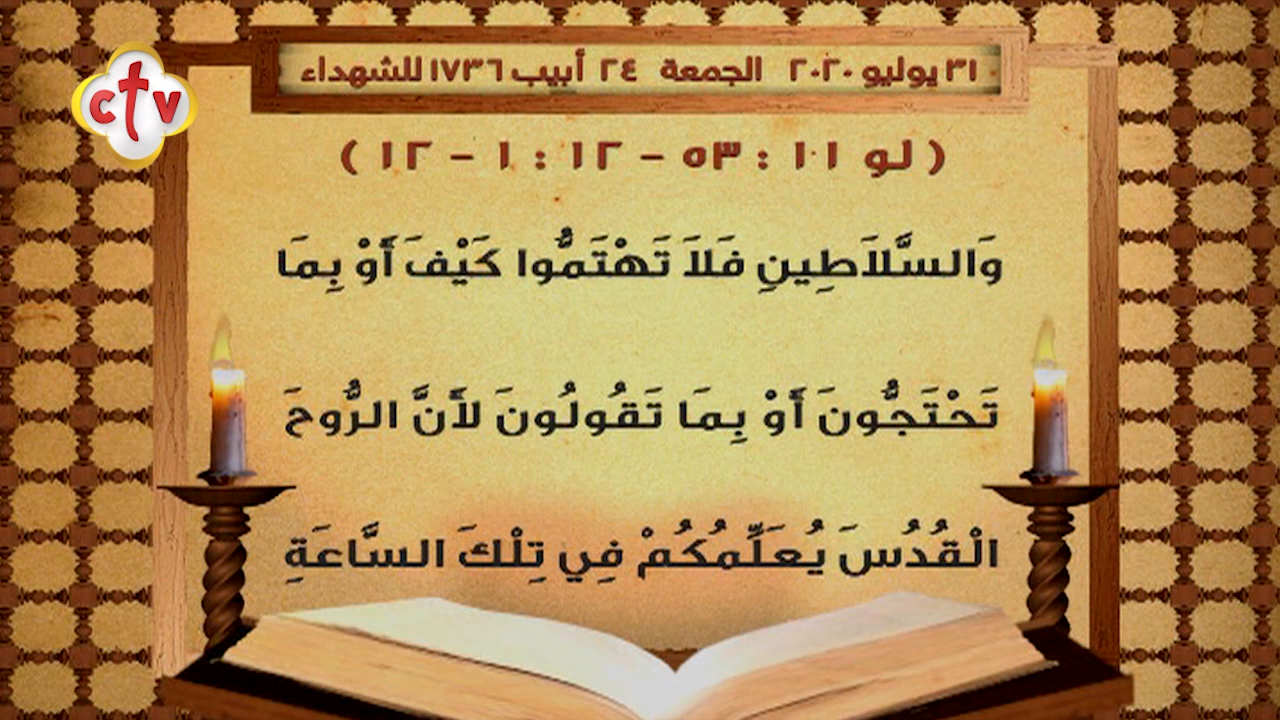 ctv
٣١ يوليو ٢٠٢٠ الجمعة ٢٤ أبيب ١٧٣٦ للشهداء
( لو ١١ : ٥٣ - ١٢ : ١ - ١٢ )
وَالسَّلاَطِينِ فَلاَ تَهْتَمُّوا كَيْفَ أَوْ بِمَا
تَحْتَجُّونَ أَوْ بِمَا تَقُولُونَ لأَنَّ الرُّوحَ
الْقُدُسَ يُعَلِّمُكُمْ فِي تِلْكَ السَّاعَةِ